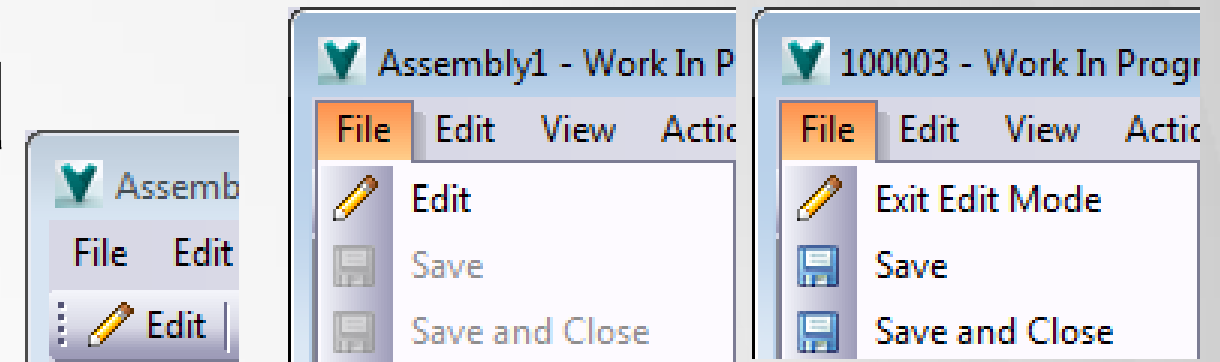 Assemb
File Edit
Edit
Assembly1 - Work In P
File Edit View Actic
Edit
Save
Save and Close
100003 - Work In Progr
File Edit View Actic
Exit Edit Mode
Save
Save and Close